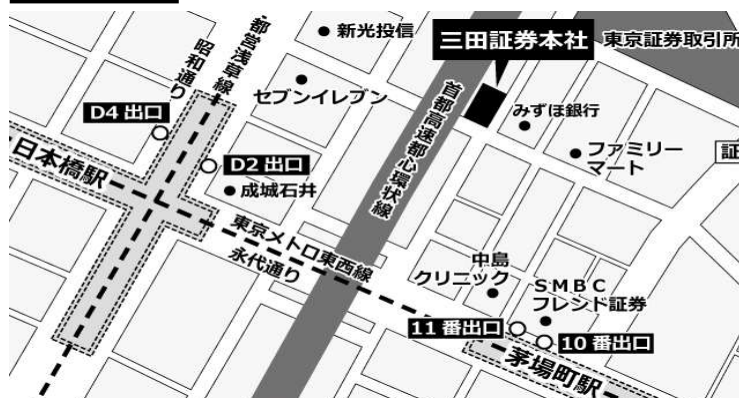 新光投信
三田証券本社
東京証券取引所
都営浅草線
昭和通り
セブンイレブン
みずほ銀行
D4 出口
首都高速都心環状線
ファミリー
マート
証
日本橋駅
D2 出口
成城石井
東京メトロ東西線
永代通り
中島
クリニック
ＳＭＢＣ
フレンド証券
11 番出口
10 番出口
茅場町駅